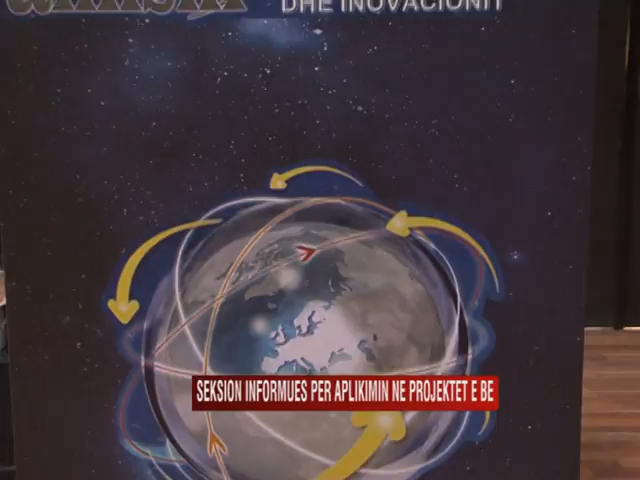 DHE INOVACIONIT
SEKSION INFORMUES PER APLIKIMIN NE PROJEKTET E BE